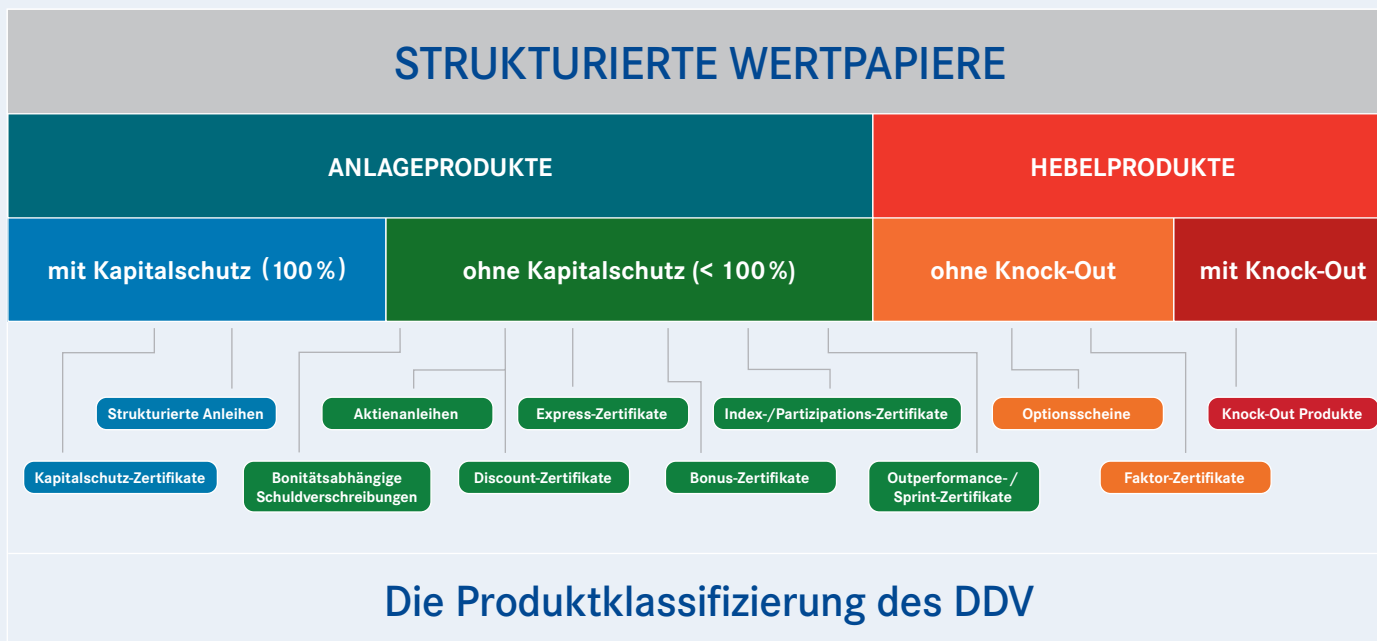 STRUKTURIERTE WERTPAPIERE
ANLAGEPRODUKTE
HEBELPRODUKTE
mit Kapitalschutz (100 %)
ohne Kapitalschutz (< 100 %)
ohne Knock-Out
mit Knock-Out
Strukturierte Anleihen
Aktienanleihen
Express-Zertifikate
Index-/Partizipations-Zertifikate
Optionsscheine
Knock-Out Produkte
Kapitalschutz-Zertifikate
Bonitätsabhängige
Schuldverschreibungen
Discount-Zertifikate
Bonus-Zertifikate
Outperformance- /
Sprint-Zertifikate
Faktor-Zertifikate
Die Produktklassifizierung des DDV